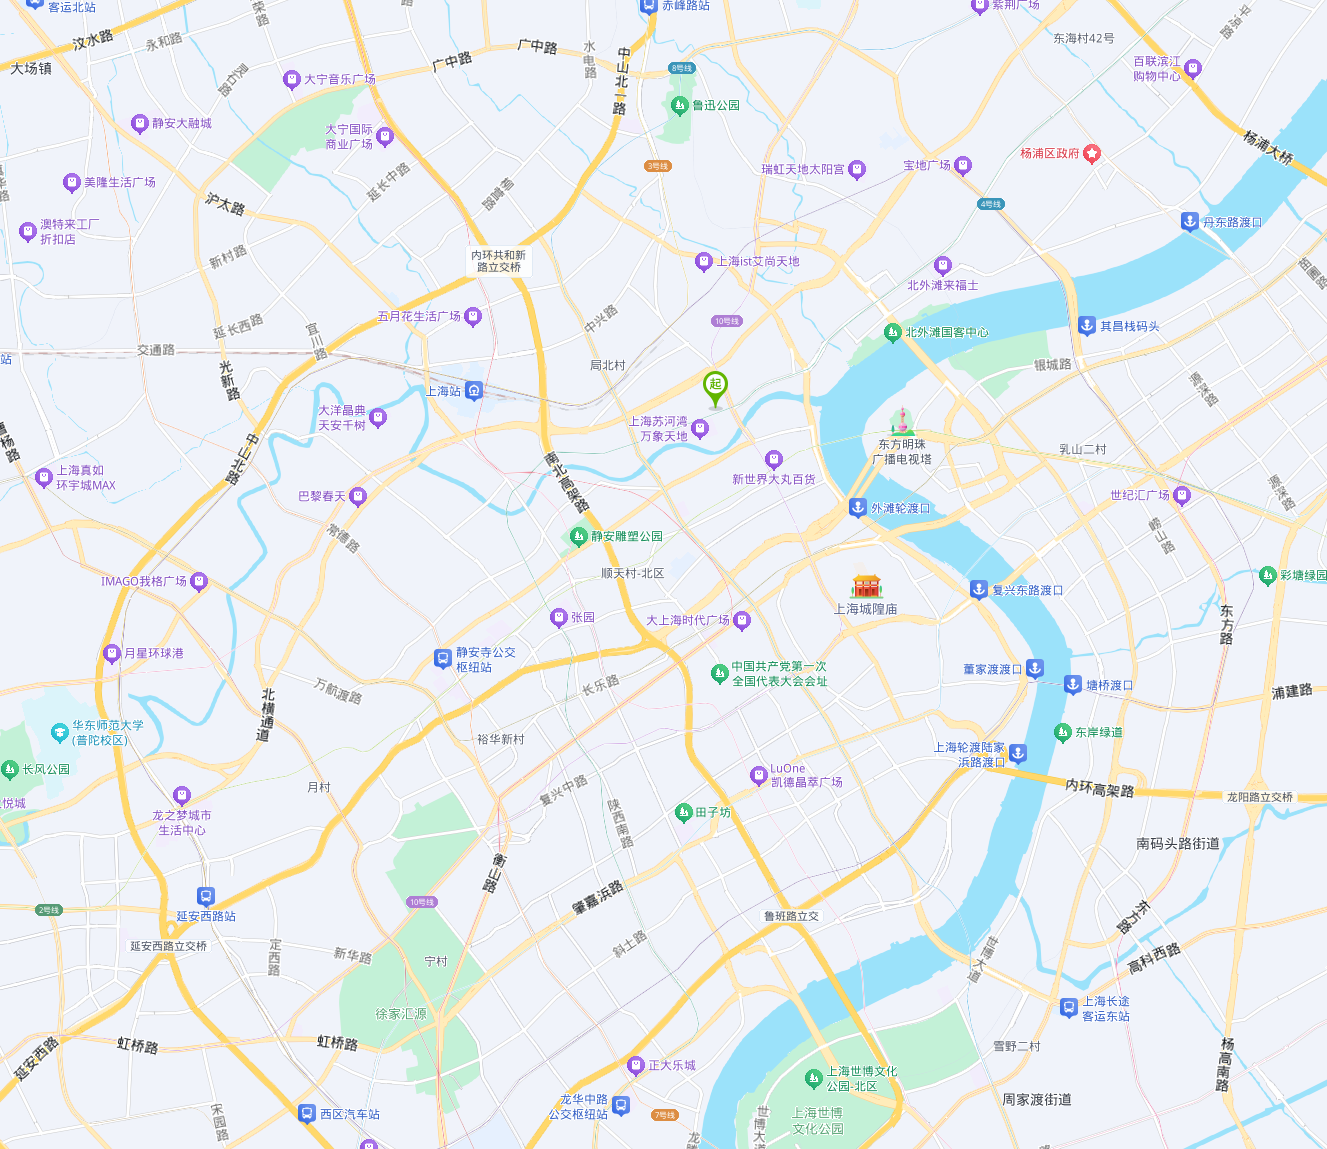 客运北站
赤峰路站
紫荆广场
汶水路
永和路
广中路
广中路
水电路
中山北一路
东海村42号
大场镇
灵石路
大宁音乐广场
8号线
百联滨江
购物中心
鲁迅公园
静安大融城
大宁国际
商业广场
杨浦大桥
杨浦区政府
3号线
瑞虹天地太阳宫
宝地广场
美隆生活广场
延长中路
沪太路
4号线
丹东路渡口
澳特来工厂
折扣店
新村路
内环共和新
路立交桥
上海ist艾尚天地
北外滩来福士
五月花生活广场
延长西路
宜川路
中兴路
10号线
北外滩国客中心
其昌栈码头
交通路
站
光新路
局北村
银城路
源深路
上海站
起
大洋晶典
天安千树
上海苏河湾
万象天地
东方明珠
广播电视塔
乳山二村
中山北路
上海真如
环宇城MAX
南北高架路
新世界大丸百货
巴黎春天
世纪汇广场
源深路
外滩轮渡口
常德路
静安雕塑公园
崂山路
顺天村-北区
IMAGO我格广场
彩塘绿园
复兴东路渡口
上海城隍庙
张园
大上海时代广场
东方路
月星环球港
静安寺公交
枢纽站
中国共产党第一次
全国代表大会会址
董家渡渡口
塘桥渡口
万航渡路
长乐路
浦建路
北横通道
华东师范大学
(普陀校区)
裕华新村
东岸绿道
上海轮渡陆家
浜路渡口
长风公园
月村
LuOne
凯德晶萃广场
复兴中路
内环高架路
龙阳路立交桥
悦城
龙之梦城市
生活中心
陕西南路
田子坊
南码头路街道
衡山路
肇嘉浜路
10号线
2号线
延安西路站
鲁班路立交
东方路
延安西路立交桥
定西路
新华路
宁村
斜土路
世博大道
高科西路
徐家汇源
上海长途
客运东站
虹桥路
虹桥路
延安西路
雪野二村
杨高南路
正大乐城
上海世博文化
公园-北区
龙华中路
公交枢纽站
周家渡街道
西区汽车站
7号线
宋园路
世博大道
上海世博
文化公园